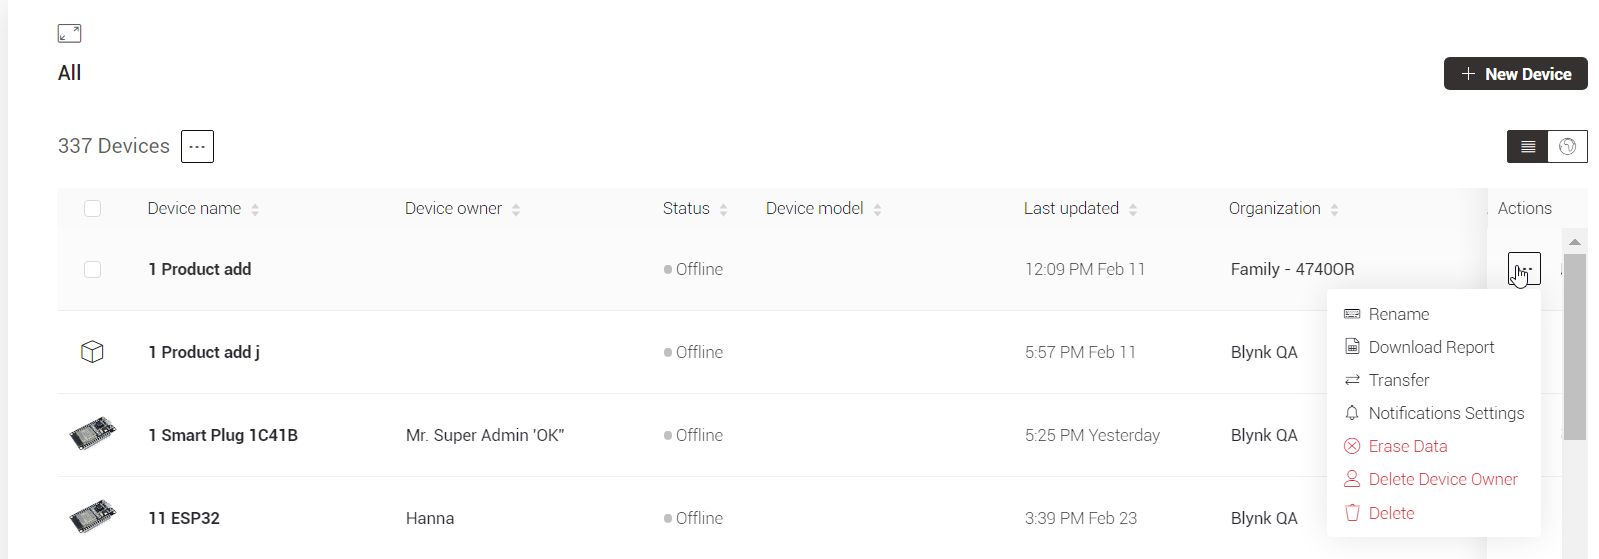 All
+ New Device
337 Devices ...
Device name Device owner Status Device model Last updated Organization Actions
1 Product add Offline 12:09 PM Feb 11 Family - 4740OR
1 Product add j Offline 5:57 PM Feb 11 Blynk QA
1 Smart Plug 1C41B Mr. Super Admin 'OK" Offline 5:25 PM Yesterday Blynk QA
11 ESP32 Hanna Offline 3:39 PM Feb 23 Blynk QA
Rename
Download Report
Transfer
Notifications Settings
Erase Data
Delete Device Owner
Delete